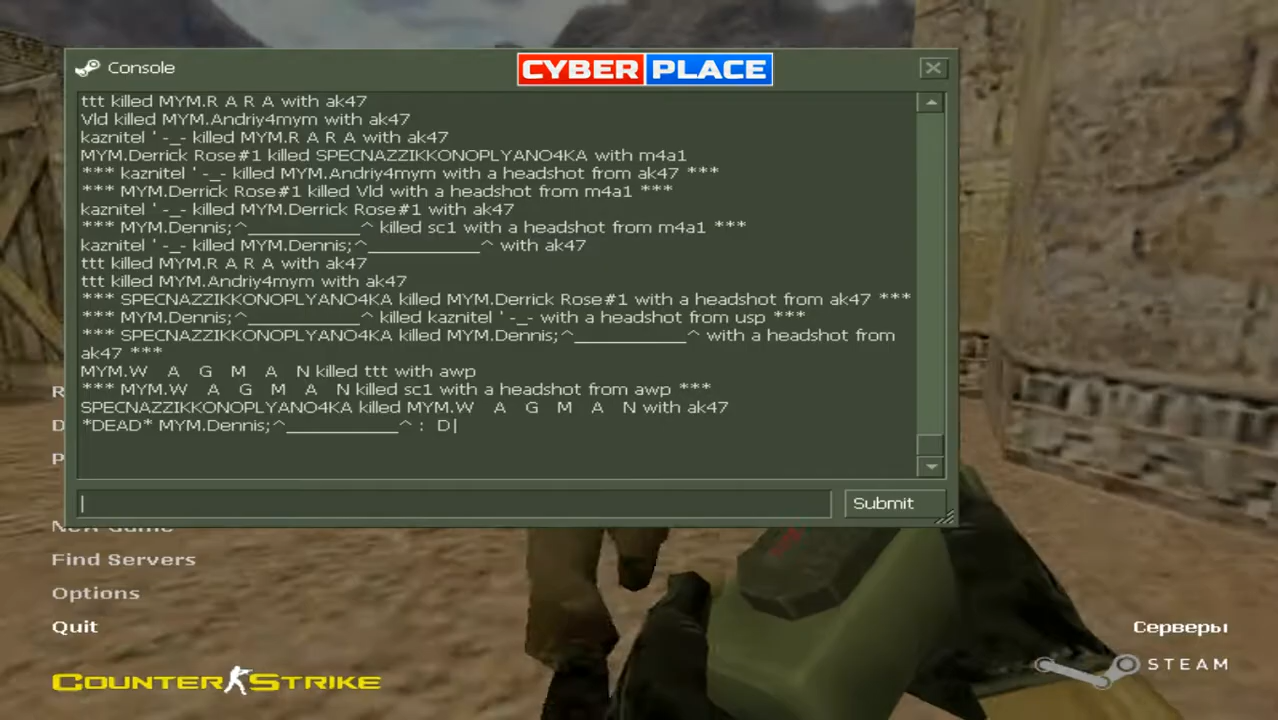 Console
CYBER PLACE
ttt killed MYM.R A R A with ak47
Vld killed MYM.Andriy4mym with ak47
kaznitel ' -_- killed MYM.R A R A with ak47
MYM.Derrick Rose#1 killed SPECNAZZIKKONOPLYANO4KA with m4a1
*** kaznitel ' -_- killed MYM.Andriy4mym with a headshot from ak47 ***
*** MYM.Derrick Rose#1 killed Vld with a headshot from m4a1 ***
kaznitel ' -_- killed MYM.Derrick Rose#1 with ak47
*** MYM.Dennis;^____________^ killed sc1 with a headshot from m4a1 ***
kaznitel ' -_- killed MYM.Dennis;^____________^ with ak47
ttt killed MYM.R A R A with ak47
ttt killed MYM.Andriy4mym with ak47
*** SPECNAZZIKKONOPLYANO4KA killed MYM.Derrick Rose#1 with a headshot from ak47 ***
*** MYM.Dennis;^____________^ killed kaznitel ' -_- with a headshot from usp ***
*** SPECNAZZIKKONOPLYANO4KA killed MYM.Dennis;^____________^ with a headshot from
ak47 ***
MYM.W A G M A N killed ttt with awp
*** MYM.W A G M A N killed sc1 with a headshot from awp ***
SPECNAZZIKKONOPLYANO4KA killed MYM.W A G M A N with ak47
*DEAD* MYM.Dennis;^____________^ : D|
Submit
New Game
Find Servers
Options
Quit
Серверы
STEAM
COUNTER STRIKE